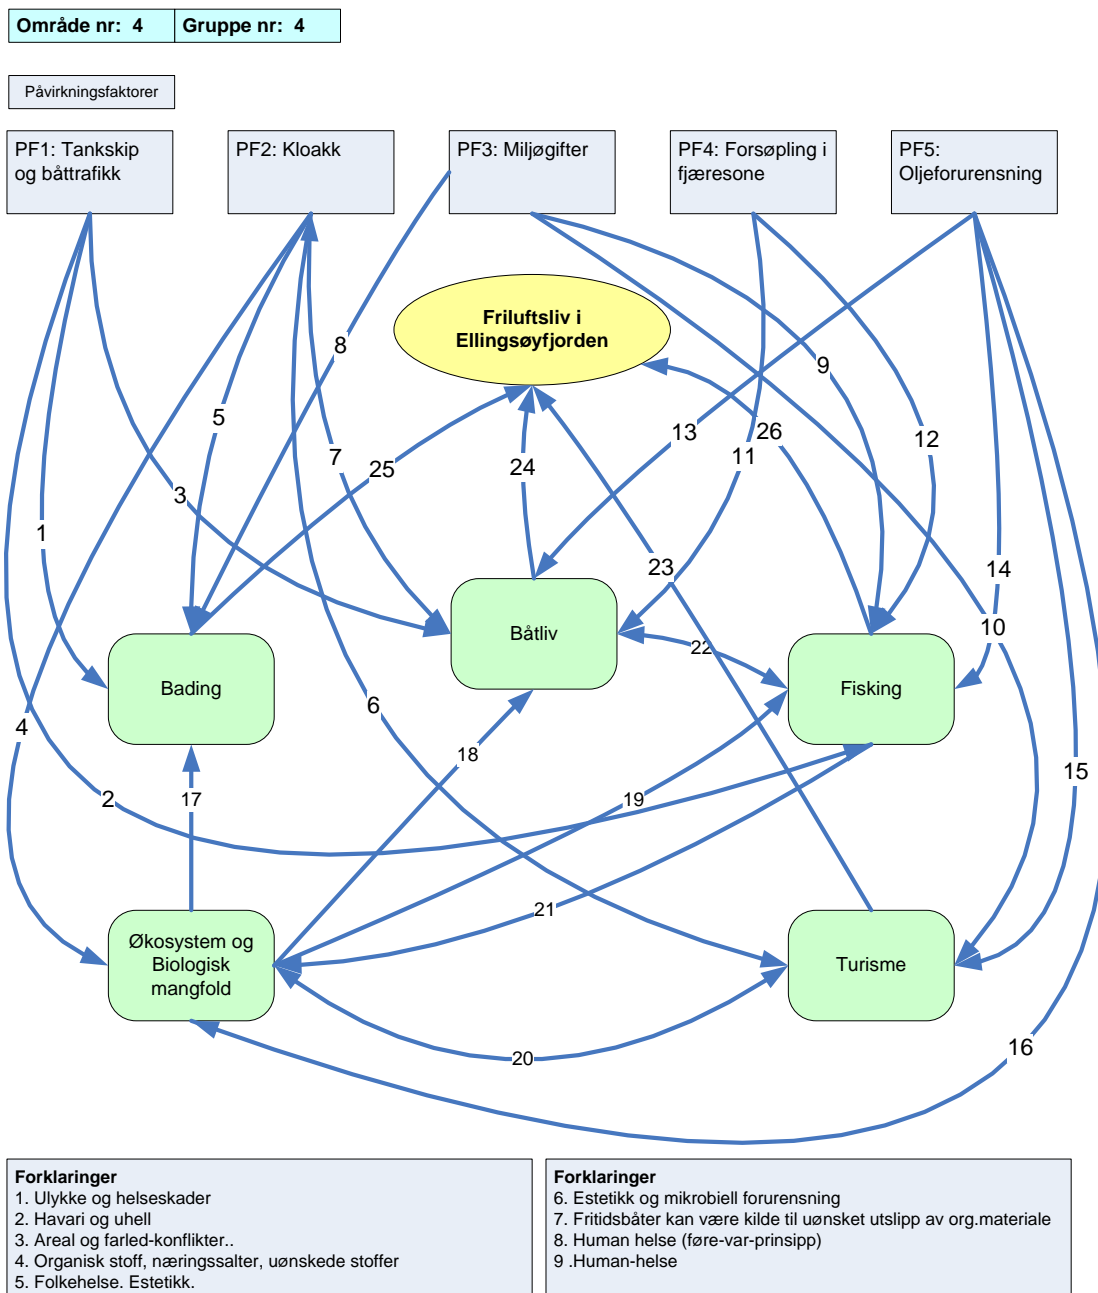 Område nr: 4 Gruppe nr: 4
Påvirkningsfaktorer
PF1: Tankskip
og båttrafikk
PF2: Kloakk
PF3: Miljøgifter
PF4: Forsøpling i
fjæresone
PF5:
Oljeforurensning
Friluftsliv i
Ellingsøyfjorden
8
9
5
13
26
12
7
11
25
24
3
1
23
14
10
Båtliv
22
Bading
Fisking
6
4
18
15
2
17
19
21
Økosystem og
Biologisk
mangfold
Turisme
20
16
Forklaringer
1. Ulykke og helseskader
2. Havari og uhell
3. Areal og farled-konflikter..
4. Organisk stoff, næringssalter, uønskede stoffer
5. Folkehelse. Estetikk.
Forklaringer
6. Estetikk og mikrobiell forurensning
7. Fritidsbåter kan være kilde til uønsket utslipp av org.materiale
8. Human helse (føre-var-prinsipp)
9 .Human-helse